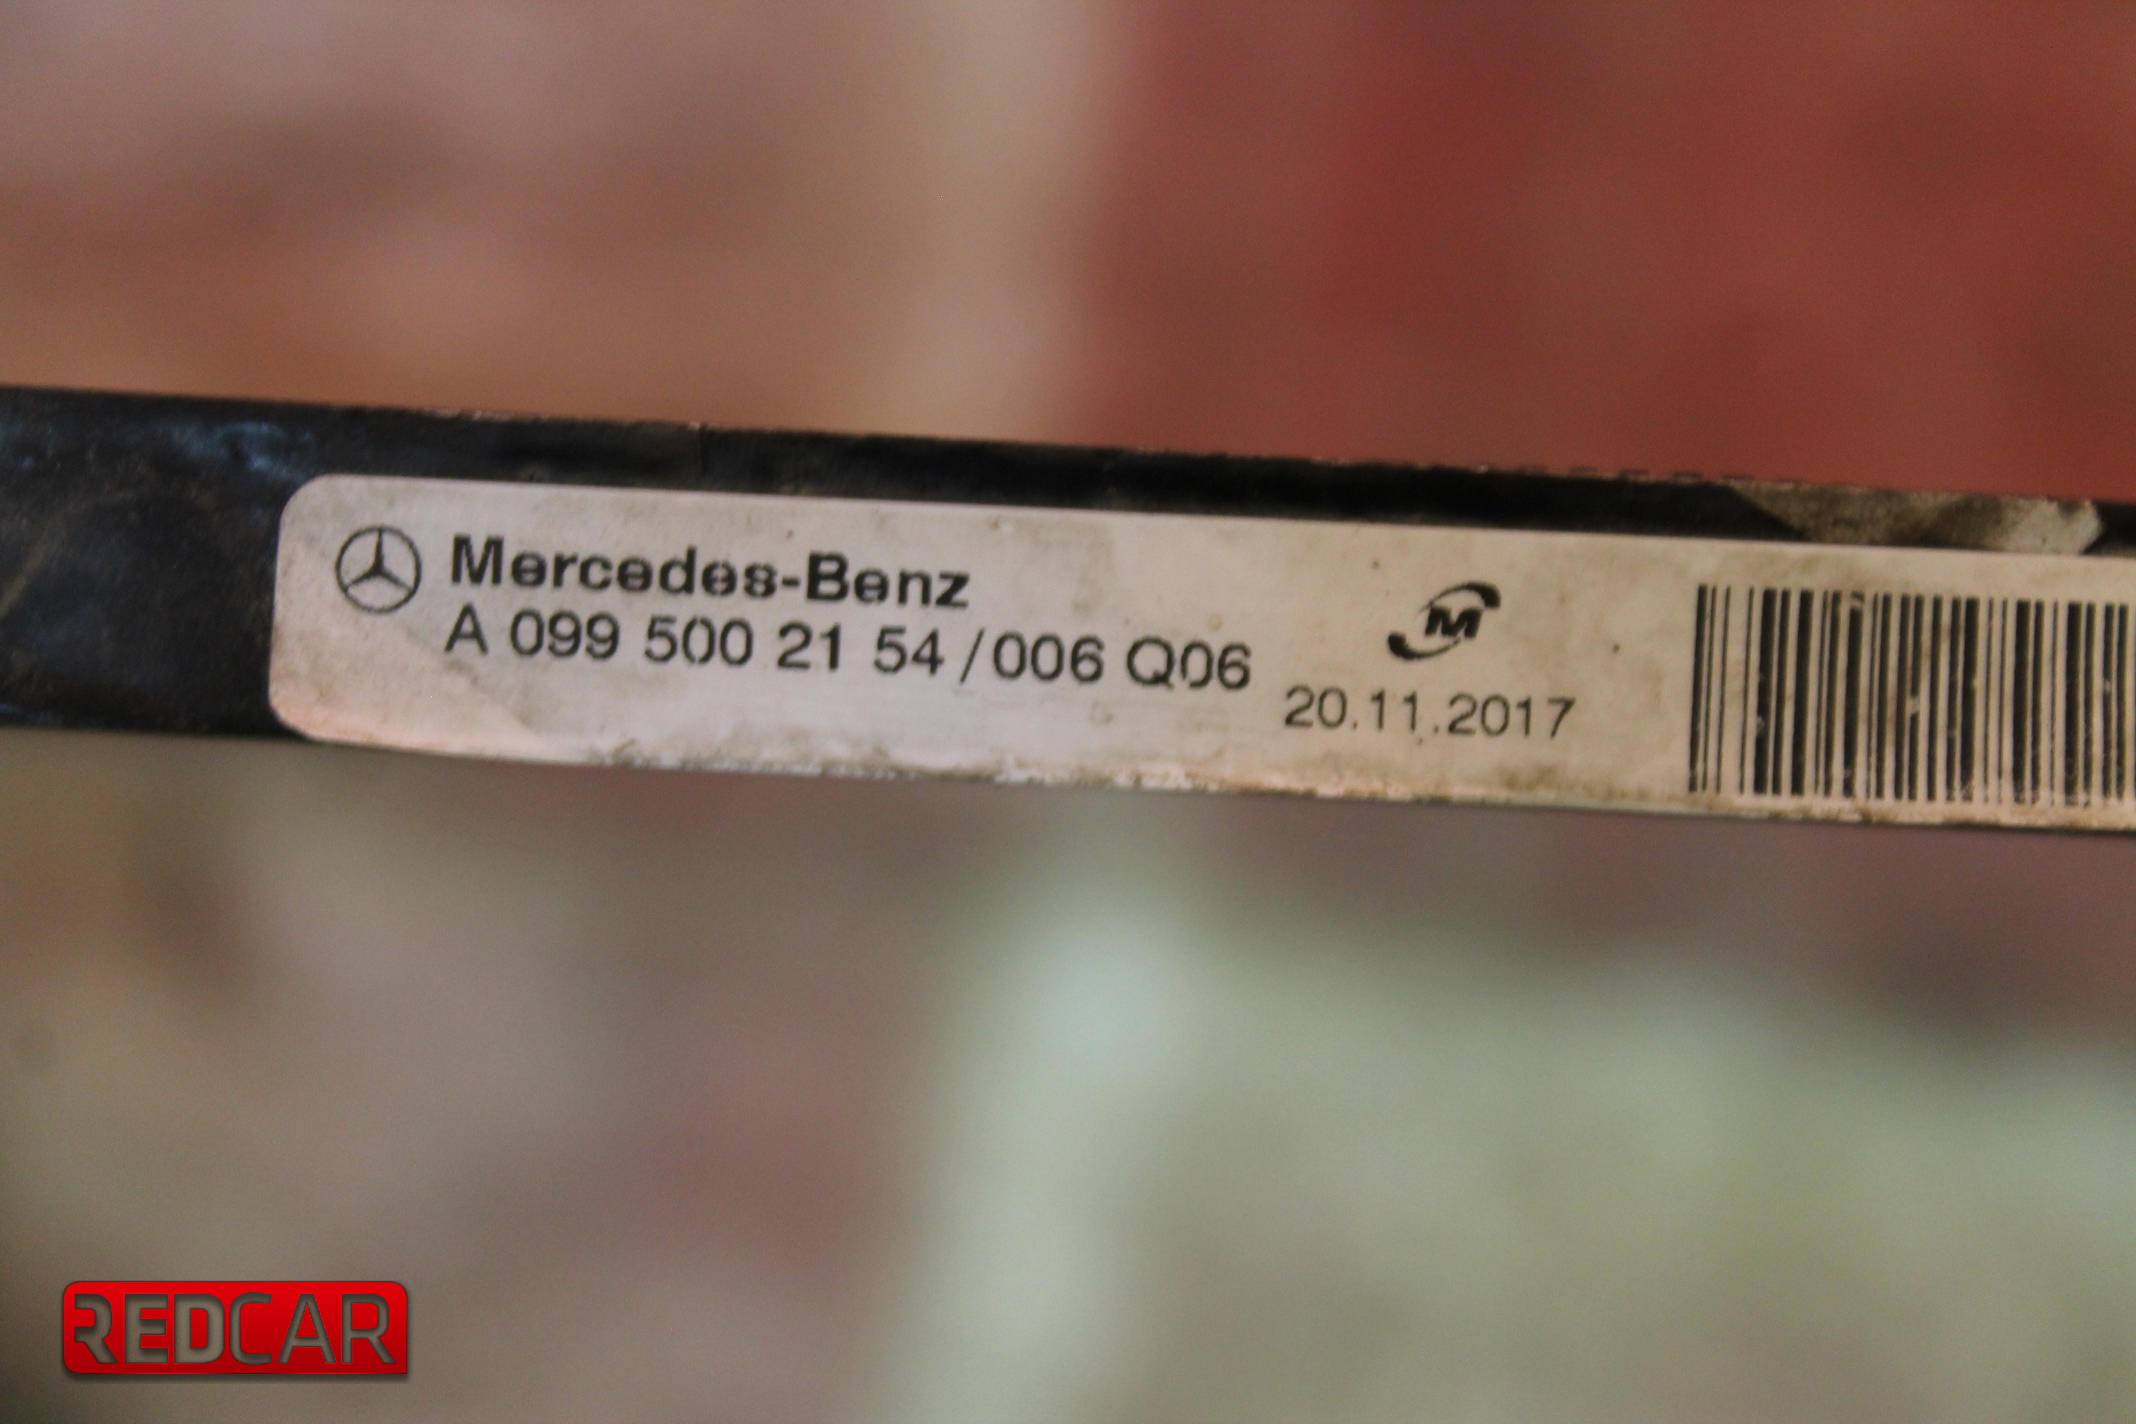 Mercedes-Benz
A 099 500 21 54 / 006 Q06
M
20.11.2017
REDCAR